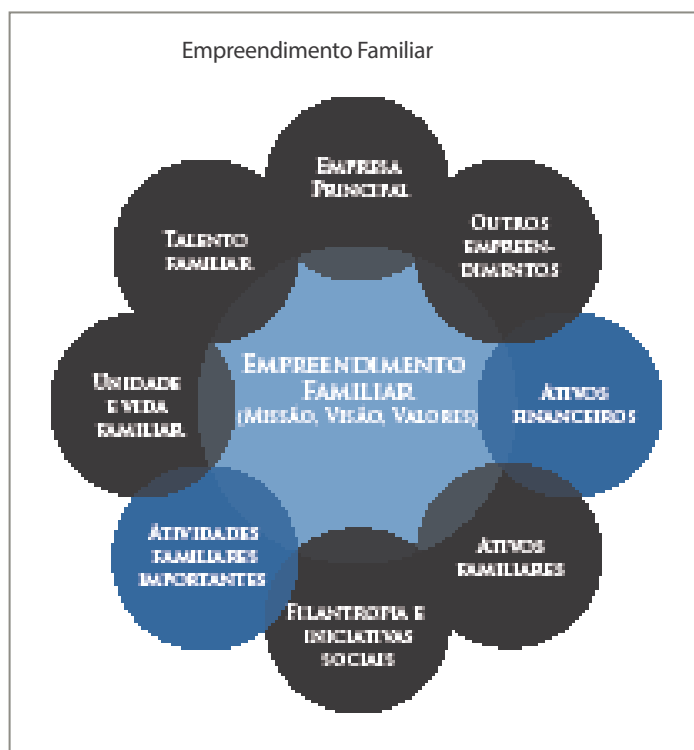 Empreendimento Familiar
EMPRESA
PRINCIPAL
OUTROS
EMPREEN-
DIMENTOS
ATIVOS
FINANCEIROS
ATIVOS
FAMILIARES
FILANTROPIA E
INICIATIVAS
SOCIAIS
ATIVIDADES
FAMILIARES
IMPORTANTES
UNIDADE
E VIDA
FAMILIAR
TALENTO
FAMILIAR
EMPREENDIMENTO
FAMILIAR
(MISSÃO, VISÃO, VALORES)